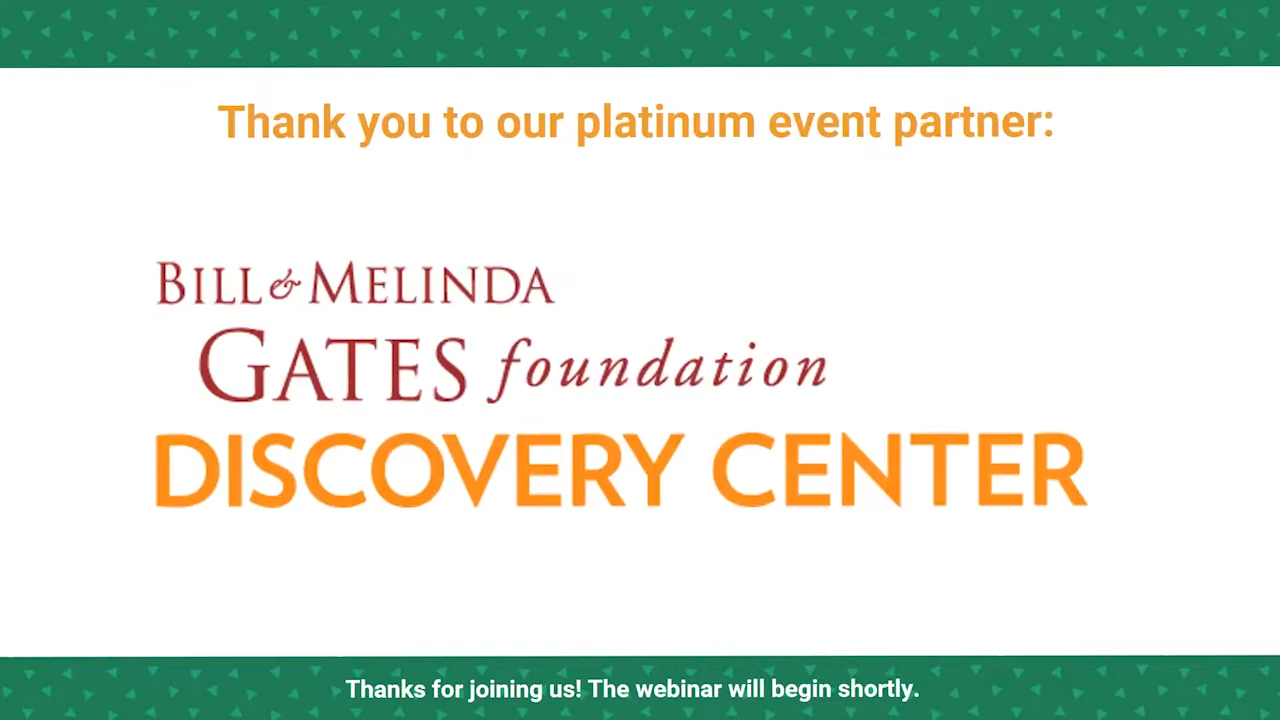 Thank you to our platinum event partner:
BILL & MELINDA
GATES foundation
DISCOVERY CENTER
Thanks for joining us! The webinar will begin shortly.